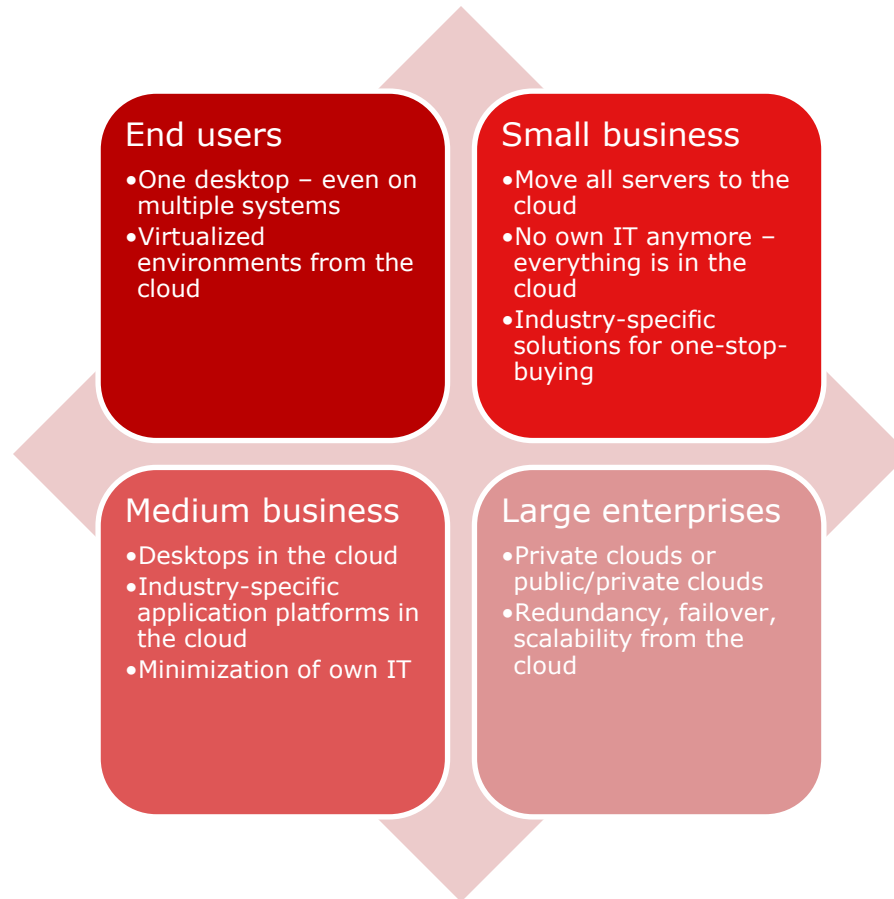 End users
•One desktop – even on
multiple systems
•Virtualized
environments from the
cloud
Small business
•Move all servers to the
cloud
•No own IT anymore –
everything is in the
cloud
•Industry-specific
solutions for one-stop-
buying
Medium business
•Desktops in the cloud
•Industry-specific
application platforms in
the cloud
•Minimization of own IT
Large enterprises
•Private clouds or
public/private clouds
•Redundancy, failover,
scalability from the
cloud